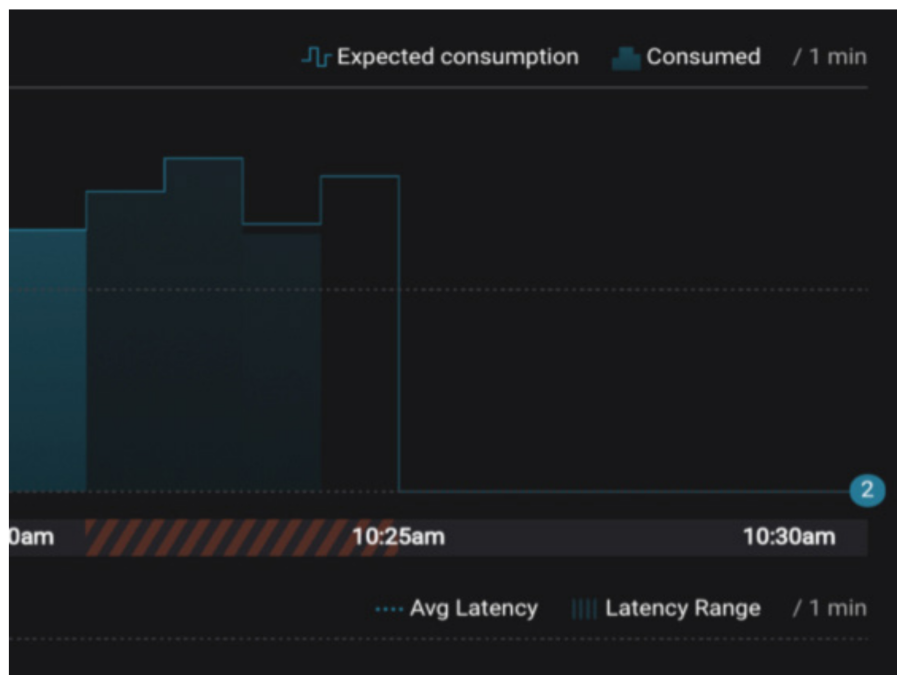 Expected consumption Consumed / 1 min
2
0am 10:25am 10:30am
Avg Latency Latency Range / 1 min